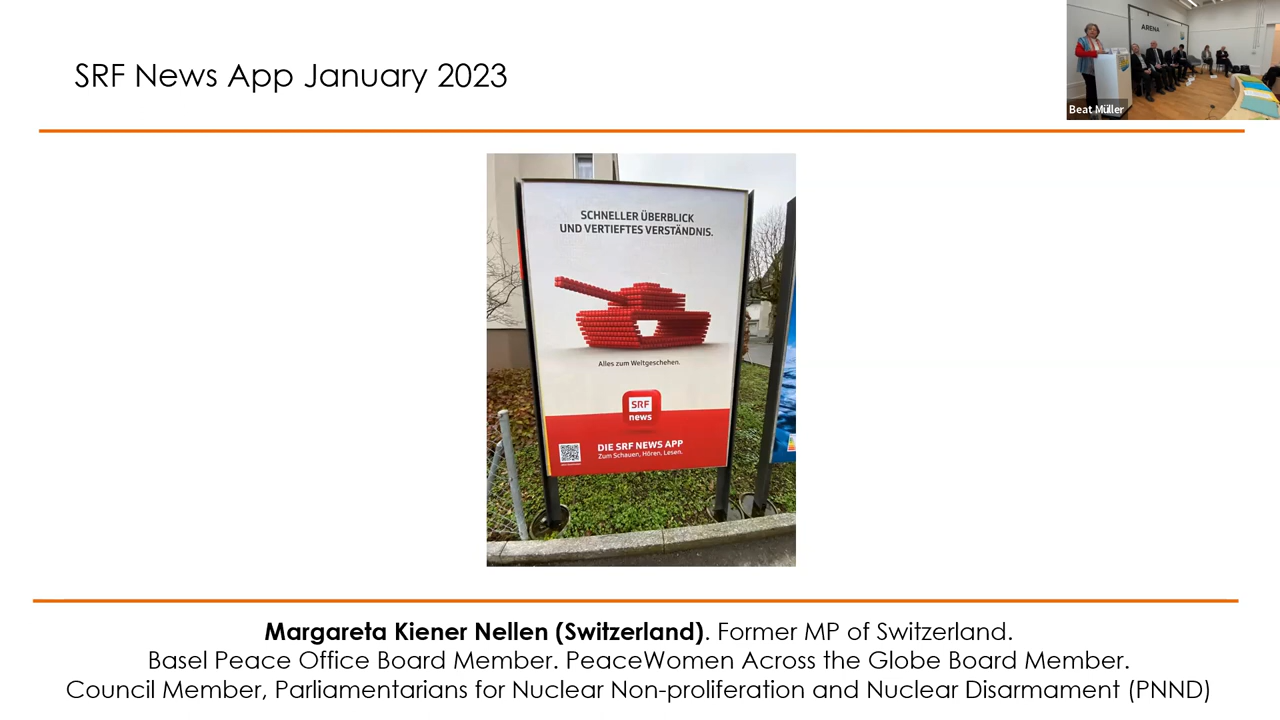 SRF News App January 2023
ARENA
Beat Müller
SCHNELLER ÜBERBLICK
UND VERTIEFTES VERSTÄNDNIS.
Alles zum Weltgeschehen.
SRF
news
DIE SRF NEWS APP
Zum Schauen, Hören, Lesen.
Margareta Kiener Nellen (Switzerland). Former MP of Switzerland.
Basel Peace Office Board Member. PeaceWomen Across the Globe Board Member.
Council Member, Parliamentarians for Nuclear Non-proliferation and Nuclear Disarmament (PNND)